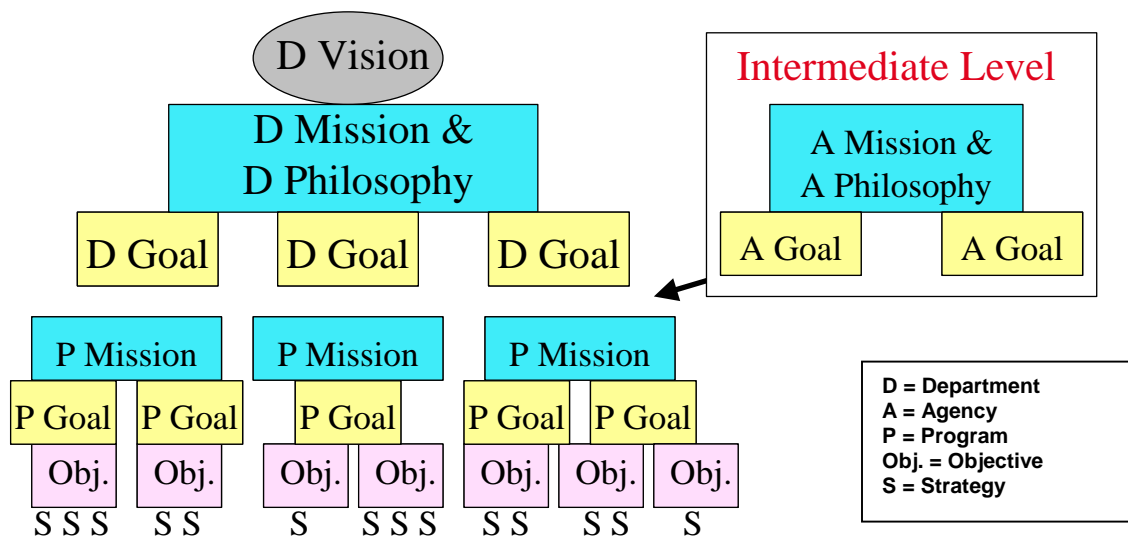 D Vision
D Mission &
D Philosophy
D Goal D Goal D Goal
Intermediate Level
A Mission &
A Philosophy
A Goal A Goal
P Mission P Mission P Mission
P Goal P Goal P Goal P Goal P Goal
Obj. Obj. Obj. Obj. Obj. Obj. Obj.
S S S S S S S S S S S S S S
D = Department
A = Agency
P = Program
Obj. = Objective
S = Strategy